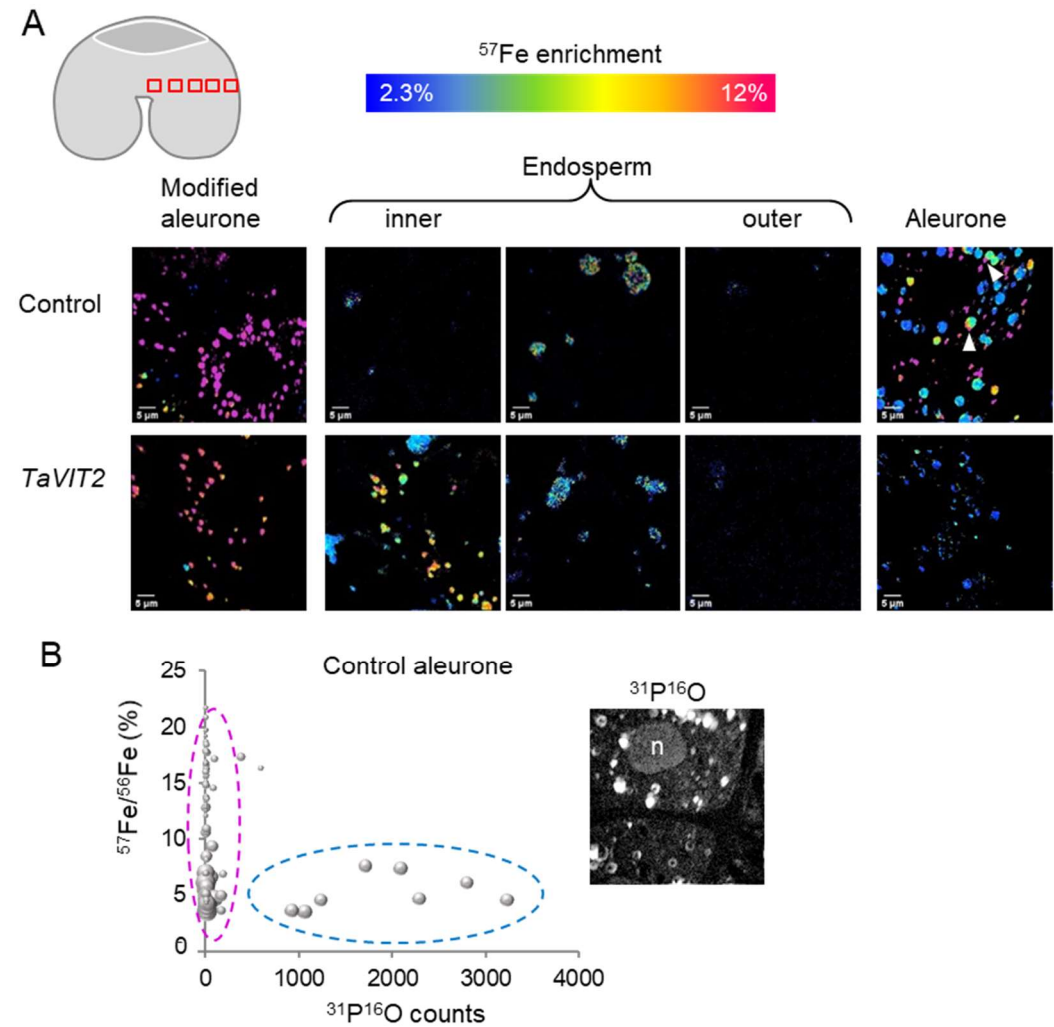 A
⁵⁷Fe enrichment
2.3% 12%
Endosperm
Modified
aleurone
inner outer Aleurone
Control
5 µm 5 µm 5 µm 5 µm 5 µm
TaVIT2
5 µm 5 µm 5 µm 5 µm 5 µm
B
Control aleurone
25
20
15
10
5
0
⁵⁷Fe/⁵⁶Fe (%)
0 1000 2000 3000 4000
³¹P¹⁶O counts
³¹P¹⁶O
n